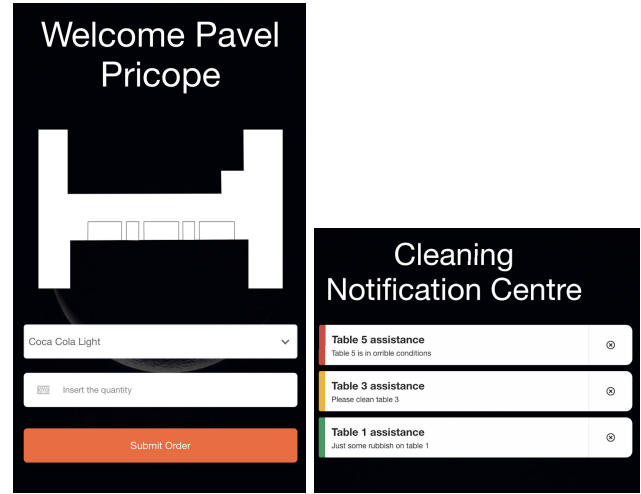 Welcome Pavel
Pricope
Coca Cola Light
Insert the quantity
Submit Order
Cleaning
Notification Centre
Table 5 assistance
Table 5 is in orrible conditions
Table 3 assistance
Please clean table 3
Table 1 assistance
Just some rubbish on table 1